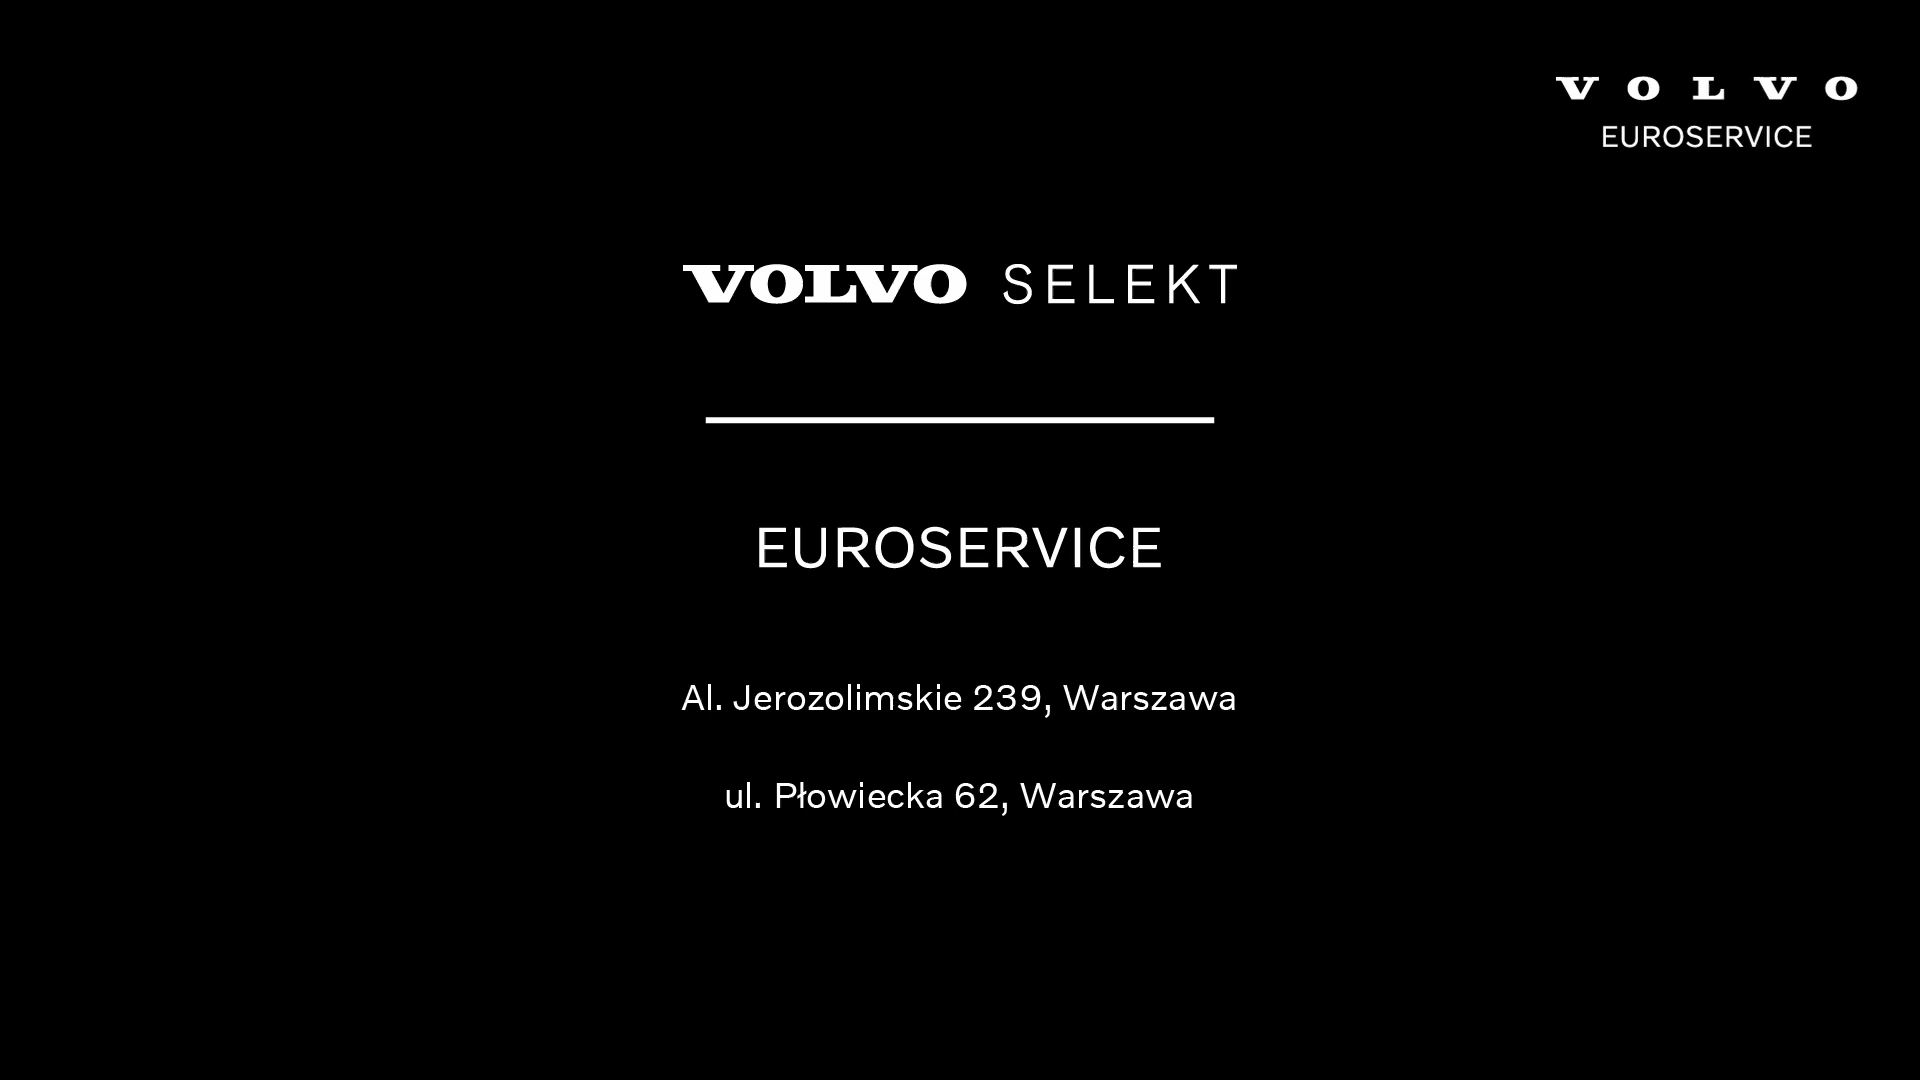 VOLVO
EUROSERVICE
VOLVO SELEKT
EUROSERVICE
Al. Jerozolimskie 239, Warszawa
ul. Płowiecka 62, Warszawa